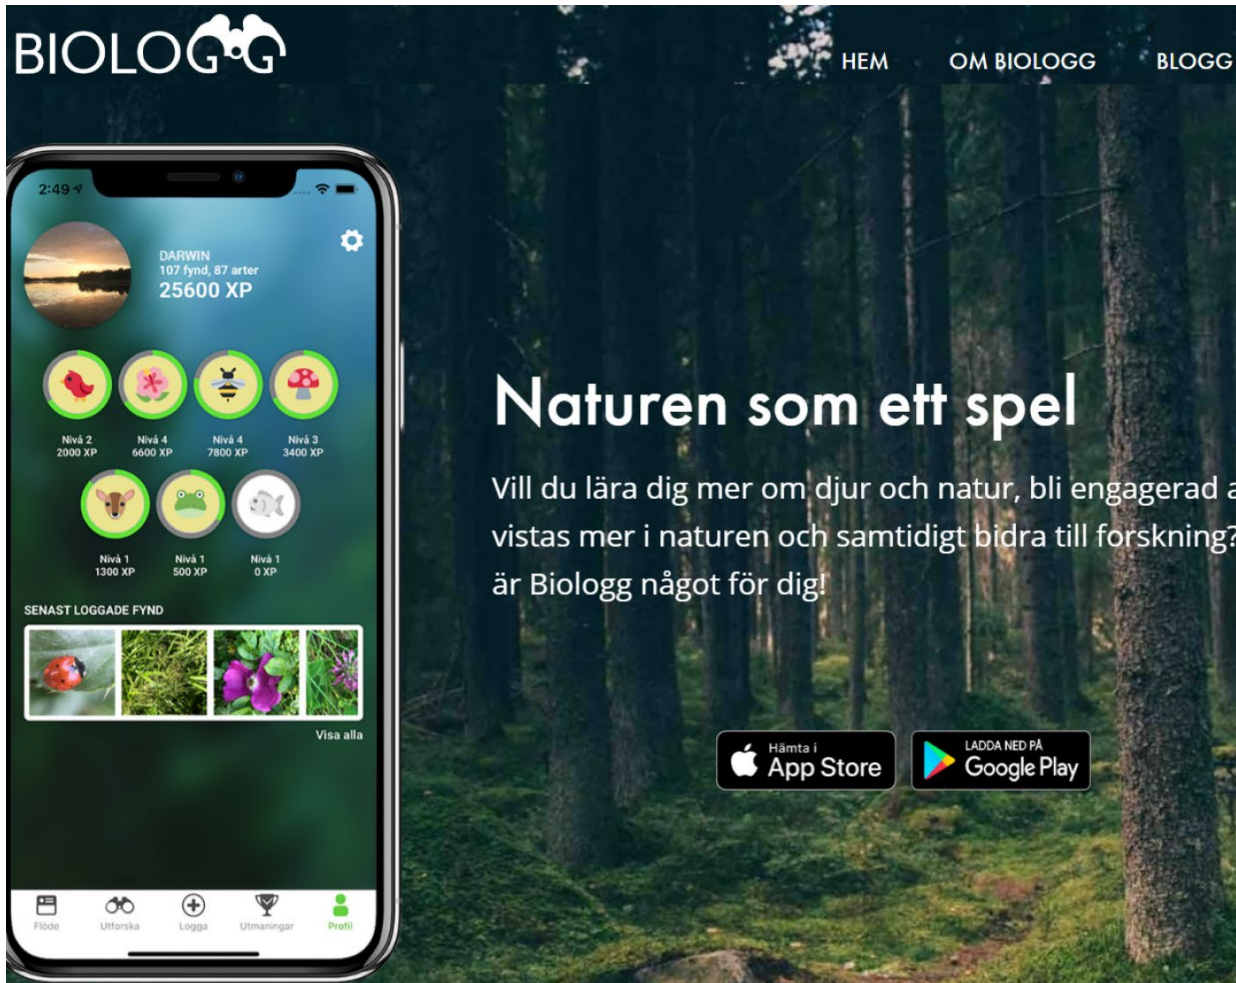 BIOLOGG
HEM
OM BIOLOGG
BLOGG
2:49
DARWIN
107 fynd, 87 arter
25600 XP
Nivå 2
2000 XP
Nivå 4
6600 XP
Nivå 4
7800 XP
Nivå 3
3400 XP
Nivå 1
1300 XP
Nivå 1
500 XP
Nivå 1
0 XP
SENAST LOGGADE FYND
Visa alla
Flöde
Utforska
Logga
Utmaningar
Profil
Naturen som ett spel
Vill du lära dig mer om djur och natur, bli engagerad a
vistas mer i naturen och samtidigt bidra till forskning?
är Biologg något för dig!
Hämta i
App Store
LADDA NED PÅ
Google Play